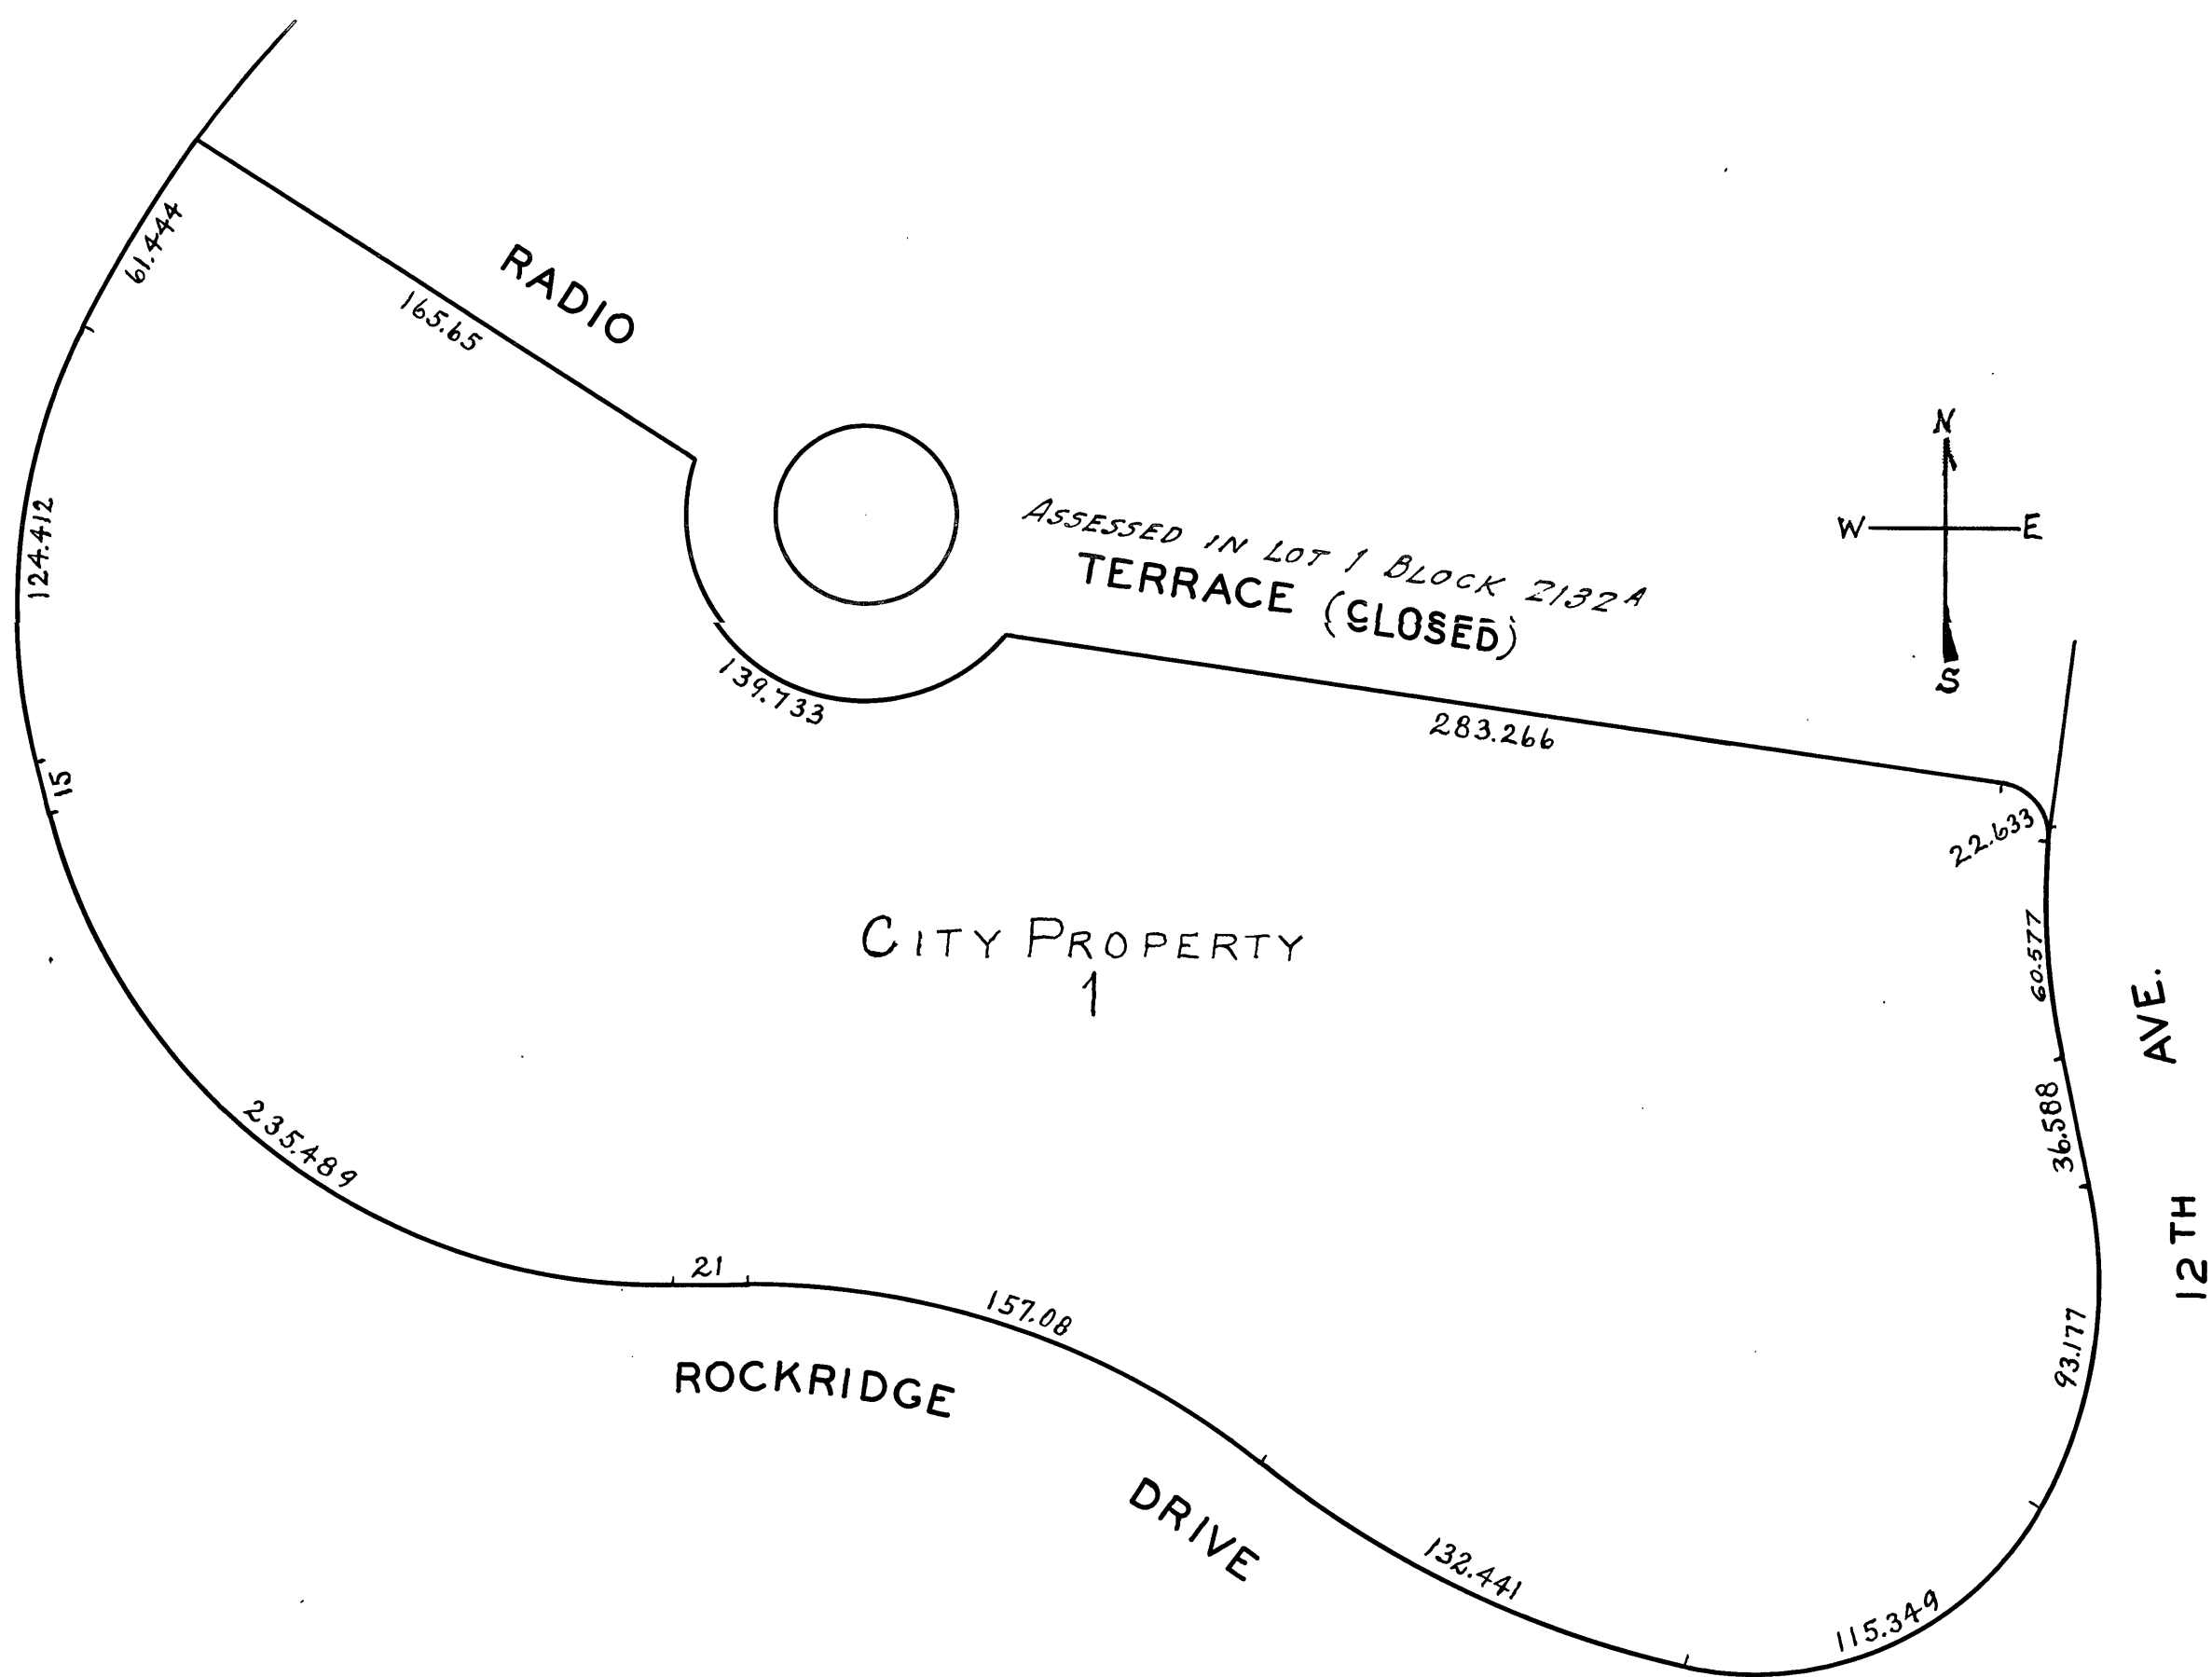 61.444
165.65
RADIO
ASSESSED IN LOT 1 BLOCK 2132A
TERRACE (CLOSED)
N
W E
S
124.412
139.733
283.266
15
22.633
CITY PROPERTY
1
60.577
AVE.
36.588
12TH
235.489
21
157.08
93.177
ROCKRIDGE
DRIVE
132.441
115.349